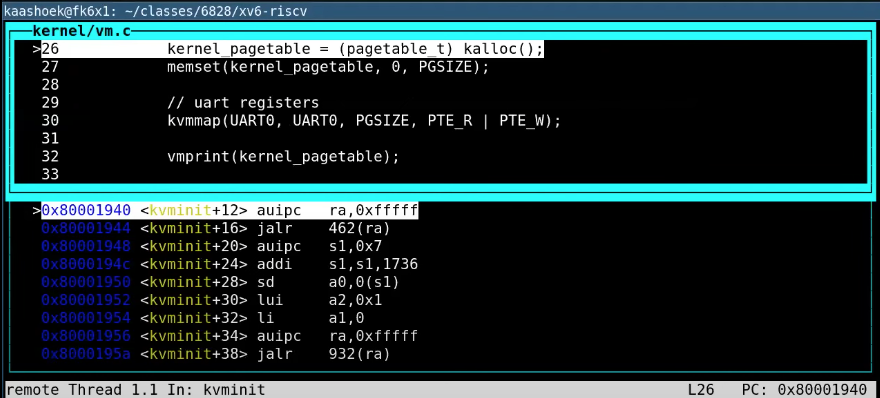 kaashoek@fk6x1: ~/classes/6828/xv6-riscv
kernel/vm.c
>26 kernel_pagetable = (pagetable_t) kalloc();
27 memset(kernel_pagetable, 0, PGSIZE);
28
29 // uart registers
30 kvmmap(UART0, UART0, PGSIZE, PTE_R | PTE_W);
31
32 vmprint(kernel_pagetable);
33
>0x80001940 <kvminit+12> auipc ra,0xfffff
0x80001944 <kvminit+16> jalr 462(ra)
0x80001948 <kvminit+20> auipc s1,0x7
0x8000194c <kvminit+24> addi s1,s1,1736
0x80001950 <kvminit+28> sd a0,0(s1)
0x80001952 <kvminit+30> lui a2,0x1
0x80001954 <kvminit+32> li a1,0
0x80001956 <kvminit+34> auipc ra,0xfffff
0x8000195a <kvminit+38> jalr 932(ra)
remote Thread 1.1 In: kvminit L26 PC: 0x80001940